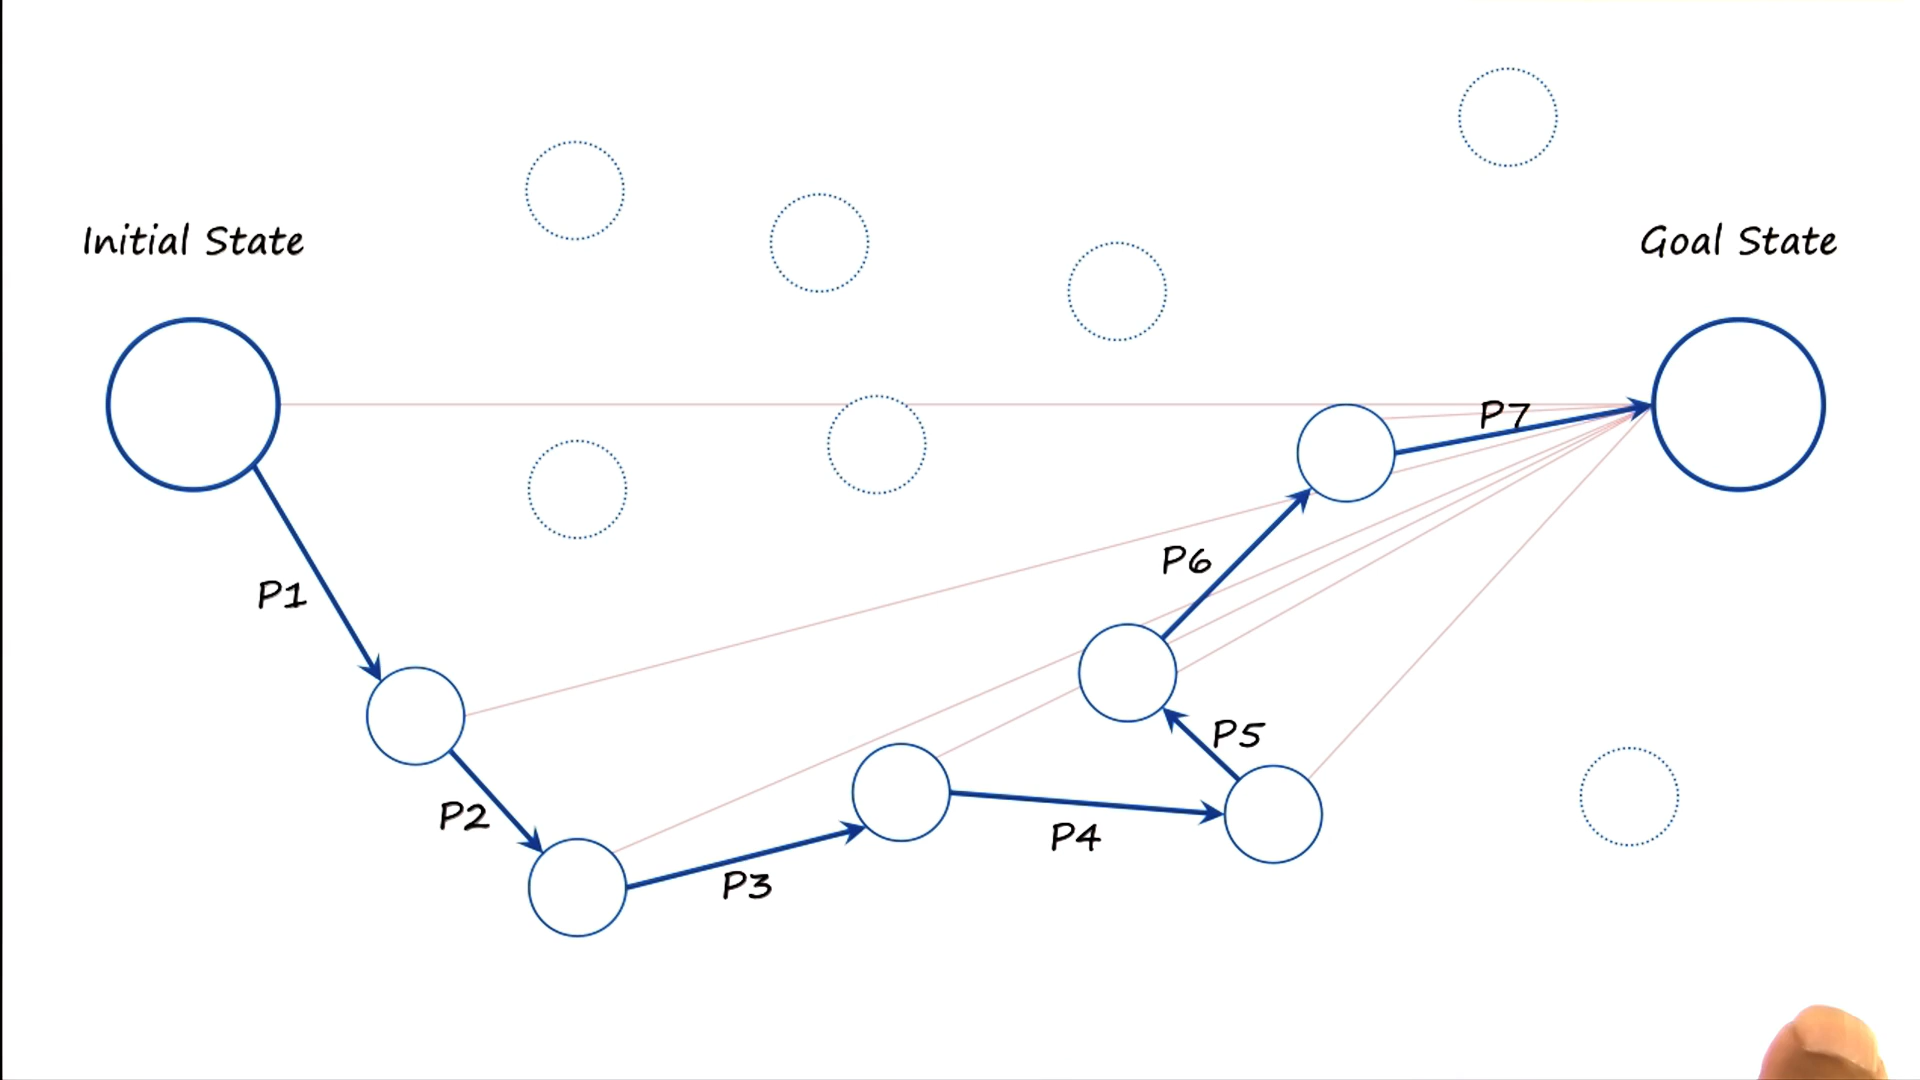 Initial State
Goal State
P1
P2
P3
P4
P5
P6
P7